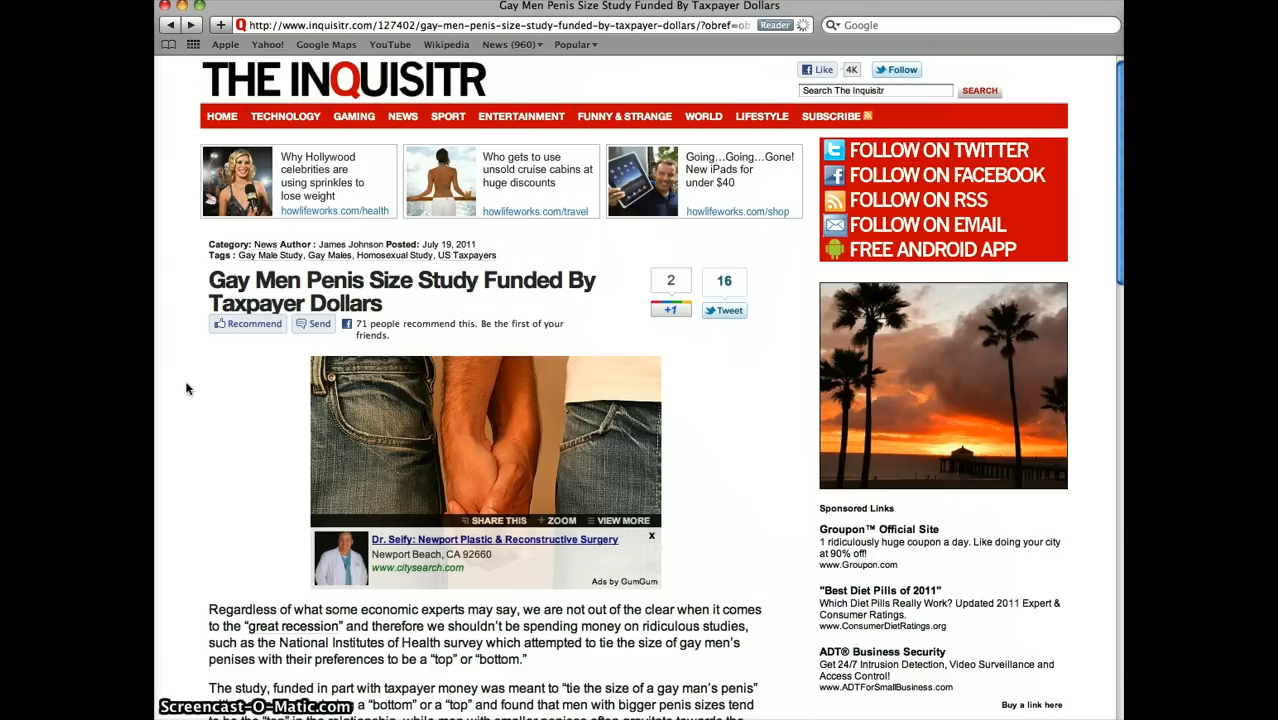 Gay Men Penis Size Study Funded By Taxpayer Dollars
http://www.inquisitr.com/127402/gay-men-penis-size-study-funded-by-taxpayer-dollars/?obref=ob
Reader
Google
Apple Yahoo! Google Maps YouTube Wikipedia News (960) Popular
THE INQUISITR
Like 4K Follow
Search The Inquisitr SEARCH
HOME TECHNOLOGY GAMING NEWS SPORT ENTERTAINMENT FUNNY & STRANGE WORLD LIFESTYLE SUBSCRIBE
Why Hollywood
celebrities are
using sprinkles to
lose weight
howlifeworks.com/health
Who gets to use
unsold cruise cabins at
huge discounts
howlifeworks.com/travel
Going…Going…Gone!
New iPads for
under $40
howlifeworks.com/shop
FOLLOW ON TWITTER
FOLLOW ON FACEBOOK
FOLLOW ON RSS
FOLLOW ON EMAIL
FREE ANDROID APP
Category: News Author : James Johnson Posted: July 19, 2011
Tags : Gay Male Study, Gay Males, Homosexual Study, US Taxpayers
Gay Men Penis Size Study Funded By
Taxpayer Dollars
2
+1
16
Tweet
Recommend Send 71 people recommend this. Be the first of your
friends.
SHARE THIS ZOOM VIEW MORE
Dr. Seify: Newport Plastic & Reconstructive Surgery x
Newport Beach, CA 92660
www.citysearch.com
Ads by GumGum
Regardless of what some economic experts may say, we are not out of the clear when it comes
to the “great recession” and therefore we shouldn’t be spending money on ridiculous studies,
such as the National Institutes of Health survey which attempted to tie the size of gay men’s
penises with their preferences to be a “top” or “bottom.”
The study, funded in part with taxpayer money was meant to “tie the size of a gay man’s penis”
a “bottom” or a “top” and found that men with bigger penis sizes tend
Sponsored Links
Groupon™ Official Site
1 ridiculously huge coupon a day. Like doing your city
at 90% off!
www.Groupon.com
"Best Diet Pills of 2011"
Which Diet Pills Really Work? Updated 2011 Expert &
Consumer Ratings.
www.ConsumerDietRatings.org
ADT® Business Security
Get 24/7 Intrusion Detection, Video Surveillance and
Access Control!
www.ADTForSmallBusiness.com
Buy a link here
Screencast-O-Matic.com